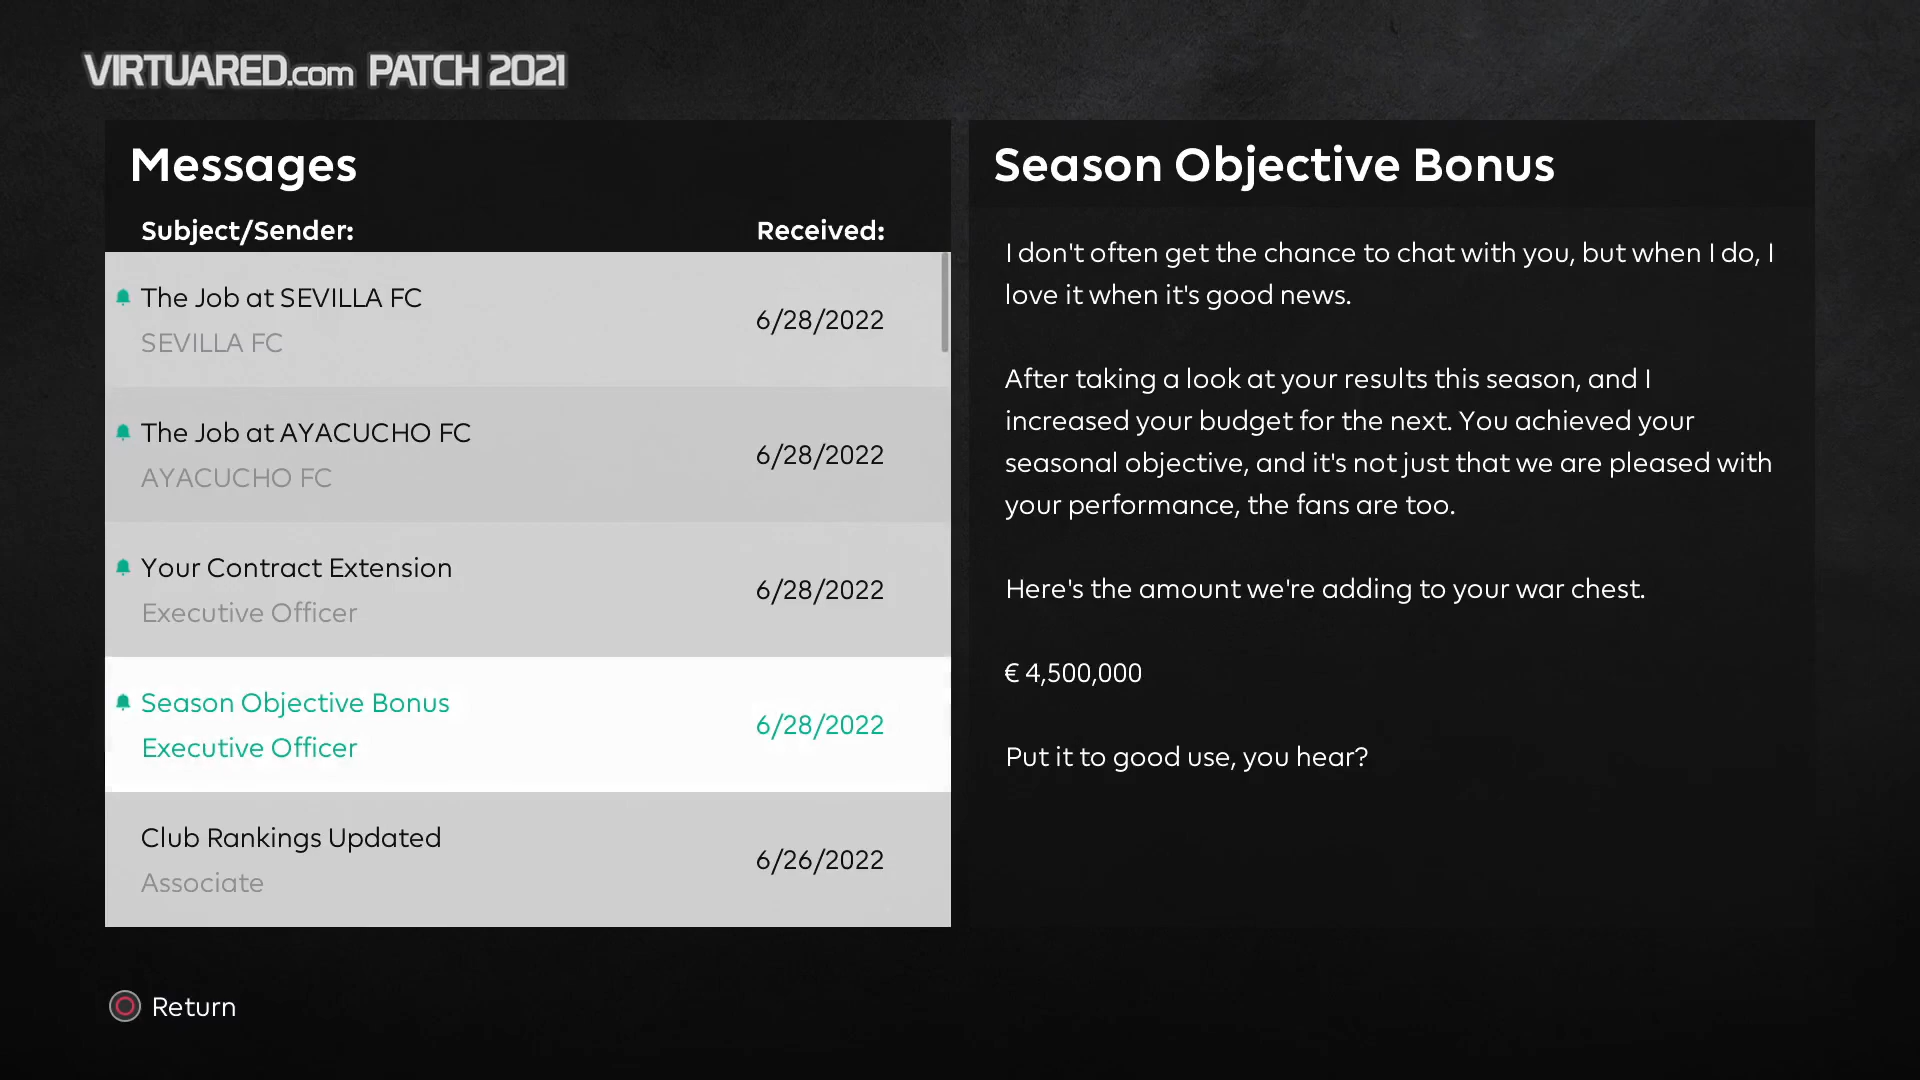 VIRTUARED.com PATCH 2021
Messages
Subject/Sender:
Received:
The Job at SEVILLA FC
SEVILLA FC
6/28/2022
The Job at AYACUCHO FC
AYACUCHO FC
6/28/2022
Your Contract Extension
Executive Officer
6/28/2022
Season Objective Bonus
Executive Officer
6/28/2022
Club Rankings Updated
Associate
6/26/2022
Season Objective Bonus
I don't often get the chance to chat with you, but when I do, I
love it when it's good news.
After taking a look at your results this season, and I
increased your budget for the next. You achieved your
seasonal objective, and it's not just that we are pleased with
your performance, the fans are too.
Here's the amount we're adding to your war chest.
€ 4,500,000
Put it to good use, you hear?
Return